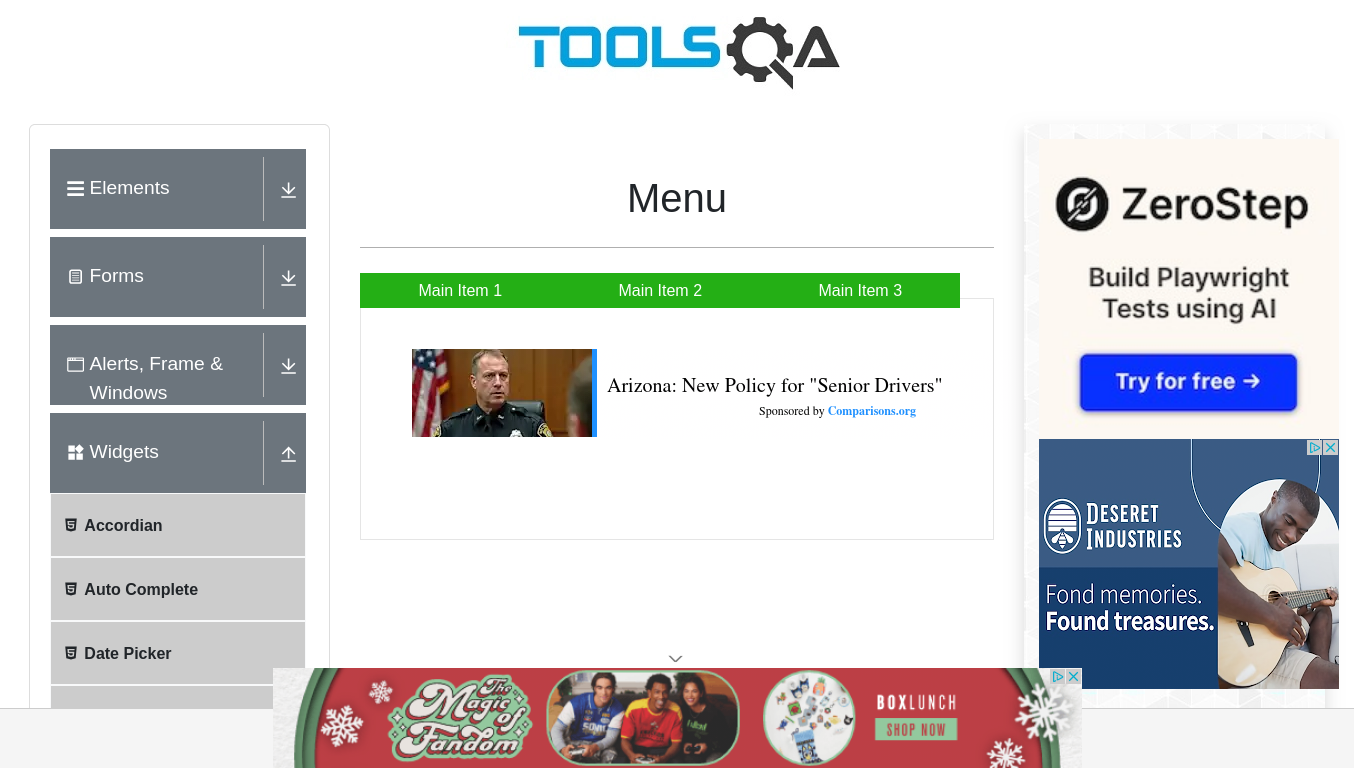 TOOLSQA
Elements
Forms
Alerts, Frame &
Windows
Widgets
Accordian
Auto Complete
Date Picker
Menu
Main Item 1
Main Item 2
Main Item 3
Arizona: New Policy for "Senior Drivers"
Sponsored by Comparisons.org
ZeroStep
Build Playwright
Tests using AI
Try for free →
DESERET
INDUSTRIES
Fond memories.
Found treasures.
The
Magic
of
Fandom
BOXLUNCH
SHOP NOW